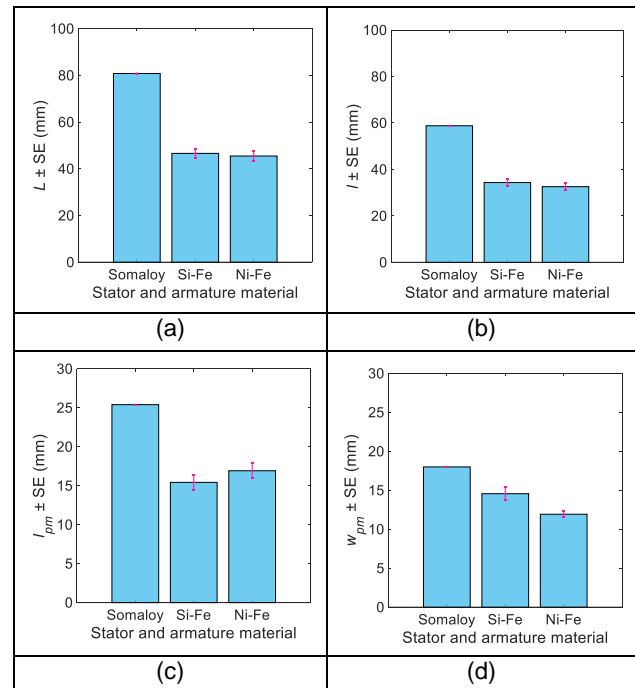 100
80
60
40
20
0
L ± SE (mm)
Somaloy Si-Fe Ni-Fe
Stator and armature material
(a)
100
80
60
40
20
0
l ± SE (mm)
Somaloy Si-Fe Ni-Fe
Stator and armature material
(b)
30
25
20
15
10
5
0
l_pm ± SE (mm)
Somaloy Si-Fe Ni-Fe
Stator and armature material
(c)
30
25
20
15
10
5
0
w_pm ± SE (mm)
Somaloy Si-Fe Ni-Fe
Stator and armature material
(d)